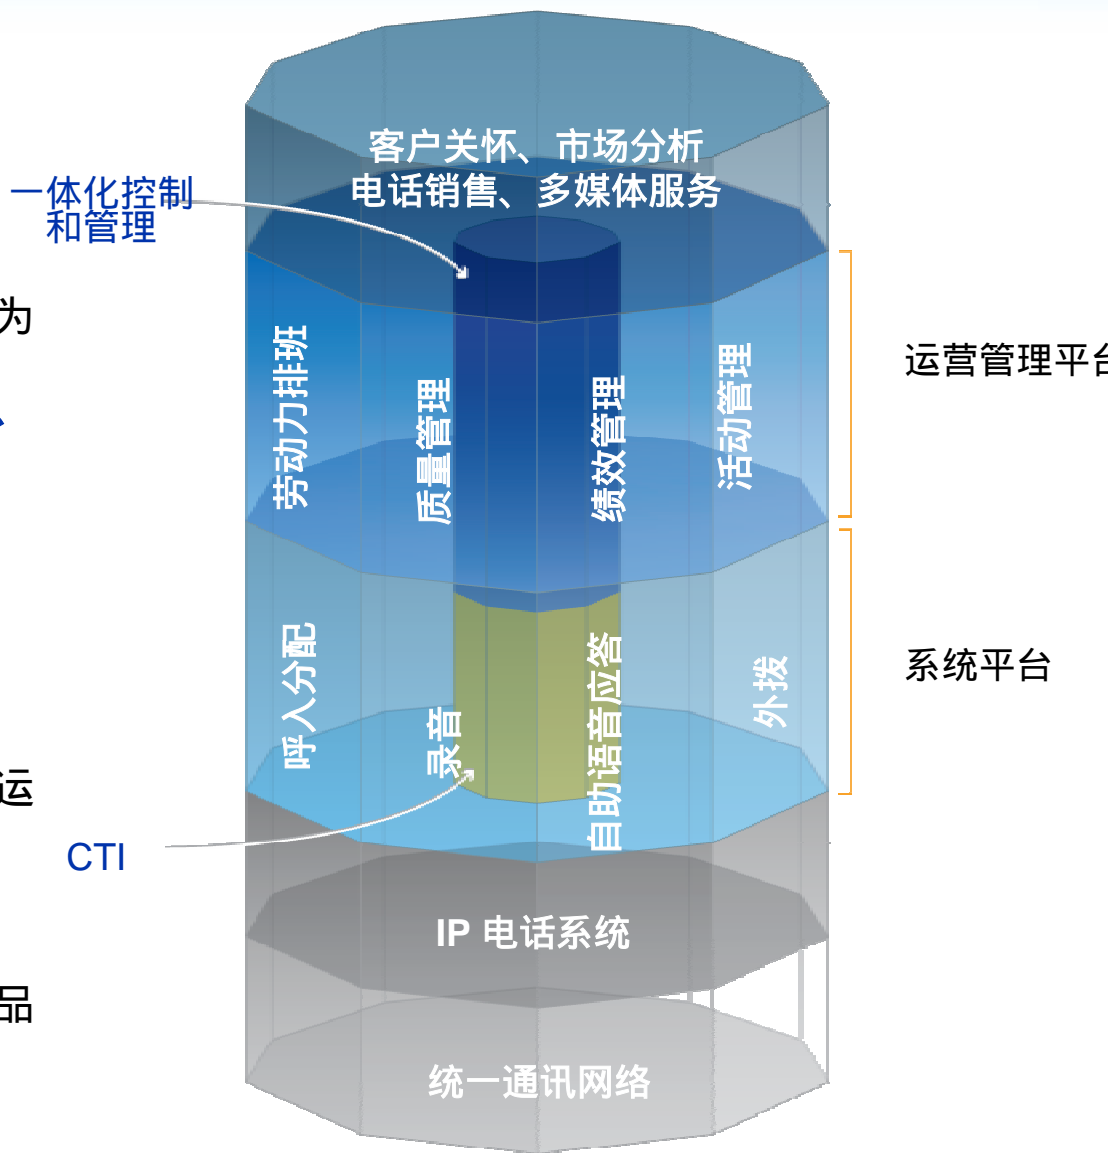 客户关怀、市场分析
电话销售、多媒体服务
一体化控制
和管理
为
运营管理平台
劳动力排班
质量管理
绩效管理
活动管理
系统平台
呼入分配
录音
自助语音应答
外拨
运
CTI
IP 电话系统
品
统一通讯网络